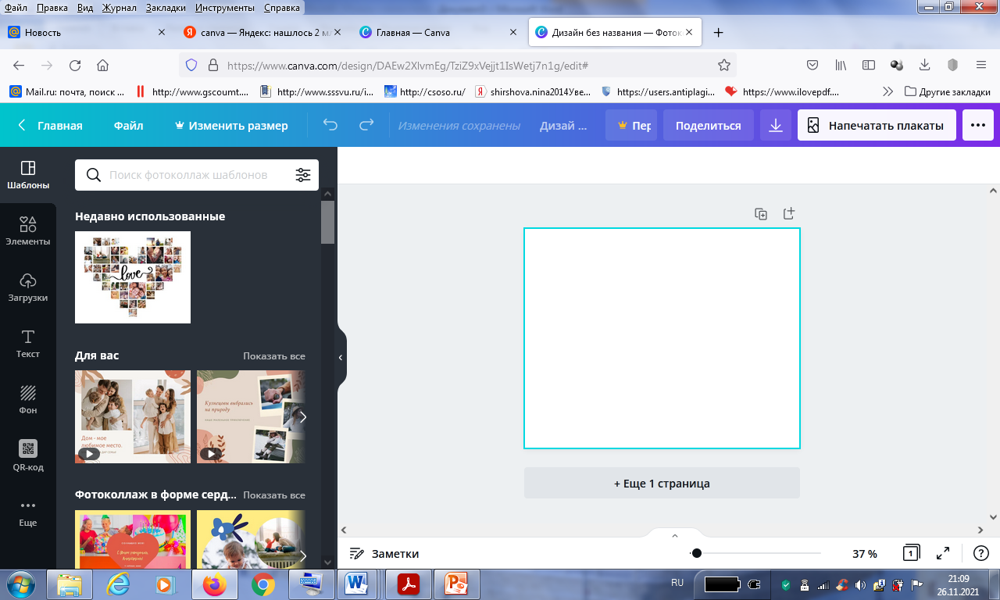 Файл Правка Вид Журнал Закладки Инструменты Справка
Новость
canva — Яндекс: нашлось 2 мл
Главная — Canva
Дизайн без названия — Фоток
https://www.canva.com/design/DAEw2XlvmEg/TziZ9xVejjt1IsWetj7n1g/edit#
Mail.ru: почта, поиск ...
http://www.gscoumt....
http://www.sssvu.ru/i...
http://csoso.ru/
shirshova.nina2014Уве...
https://users.antiplagi...
https://www.ilovepdf....
Другие закладки
Главная
Файл
Изменить размер
Изменения сохранены
Дизай ...
Пер
Поделиться
Напечатать плакаты
Шаблоны
Элементы
Загрузки
Текст
Фон
QR-код
Еще
Поиск фотоколлаж шаблонов
Недавно использованные
love
Для вас
Показать все
Дом - мое
любимое место.
Кузнецовы выбрались
на природу
Фотоколлаж в форме серд...
Показать все
+ Еще 1 страница
Заметки
37 %
1
RU
21:09
26.11.2021